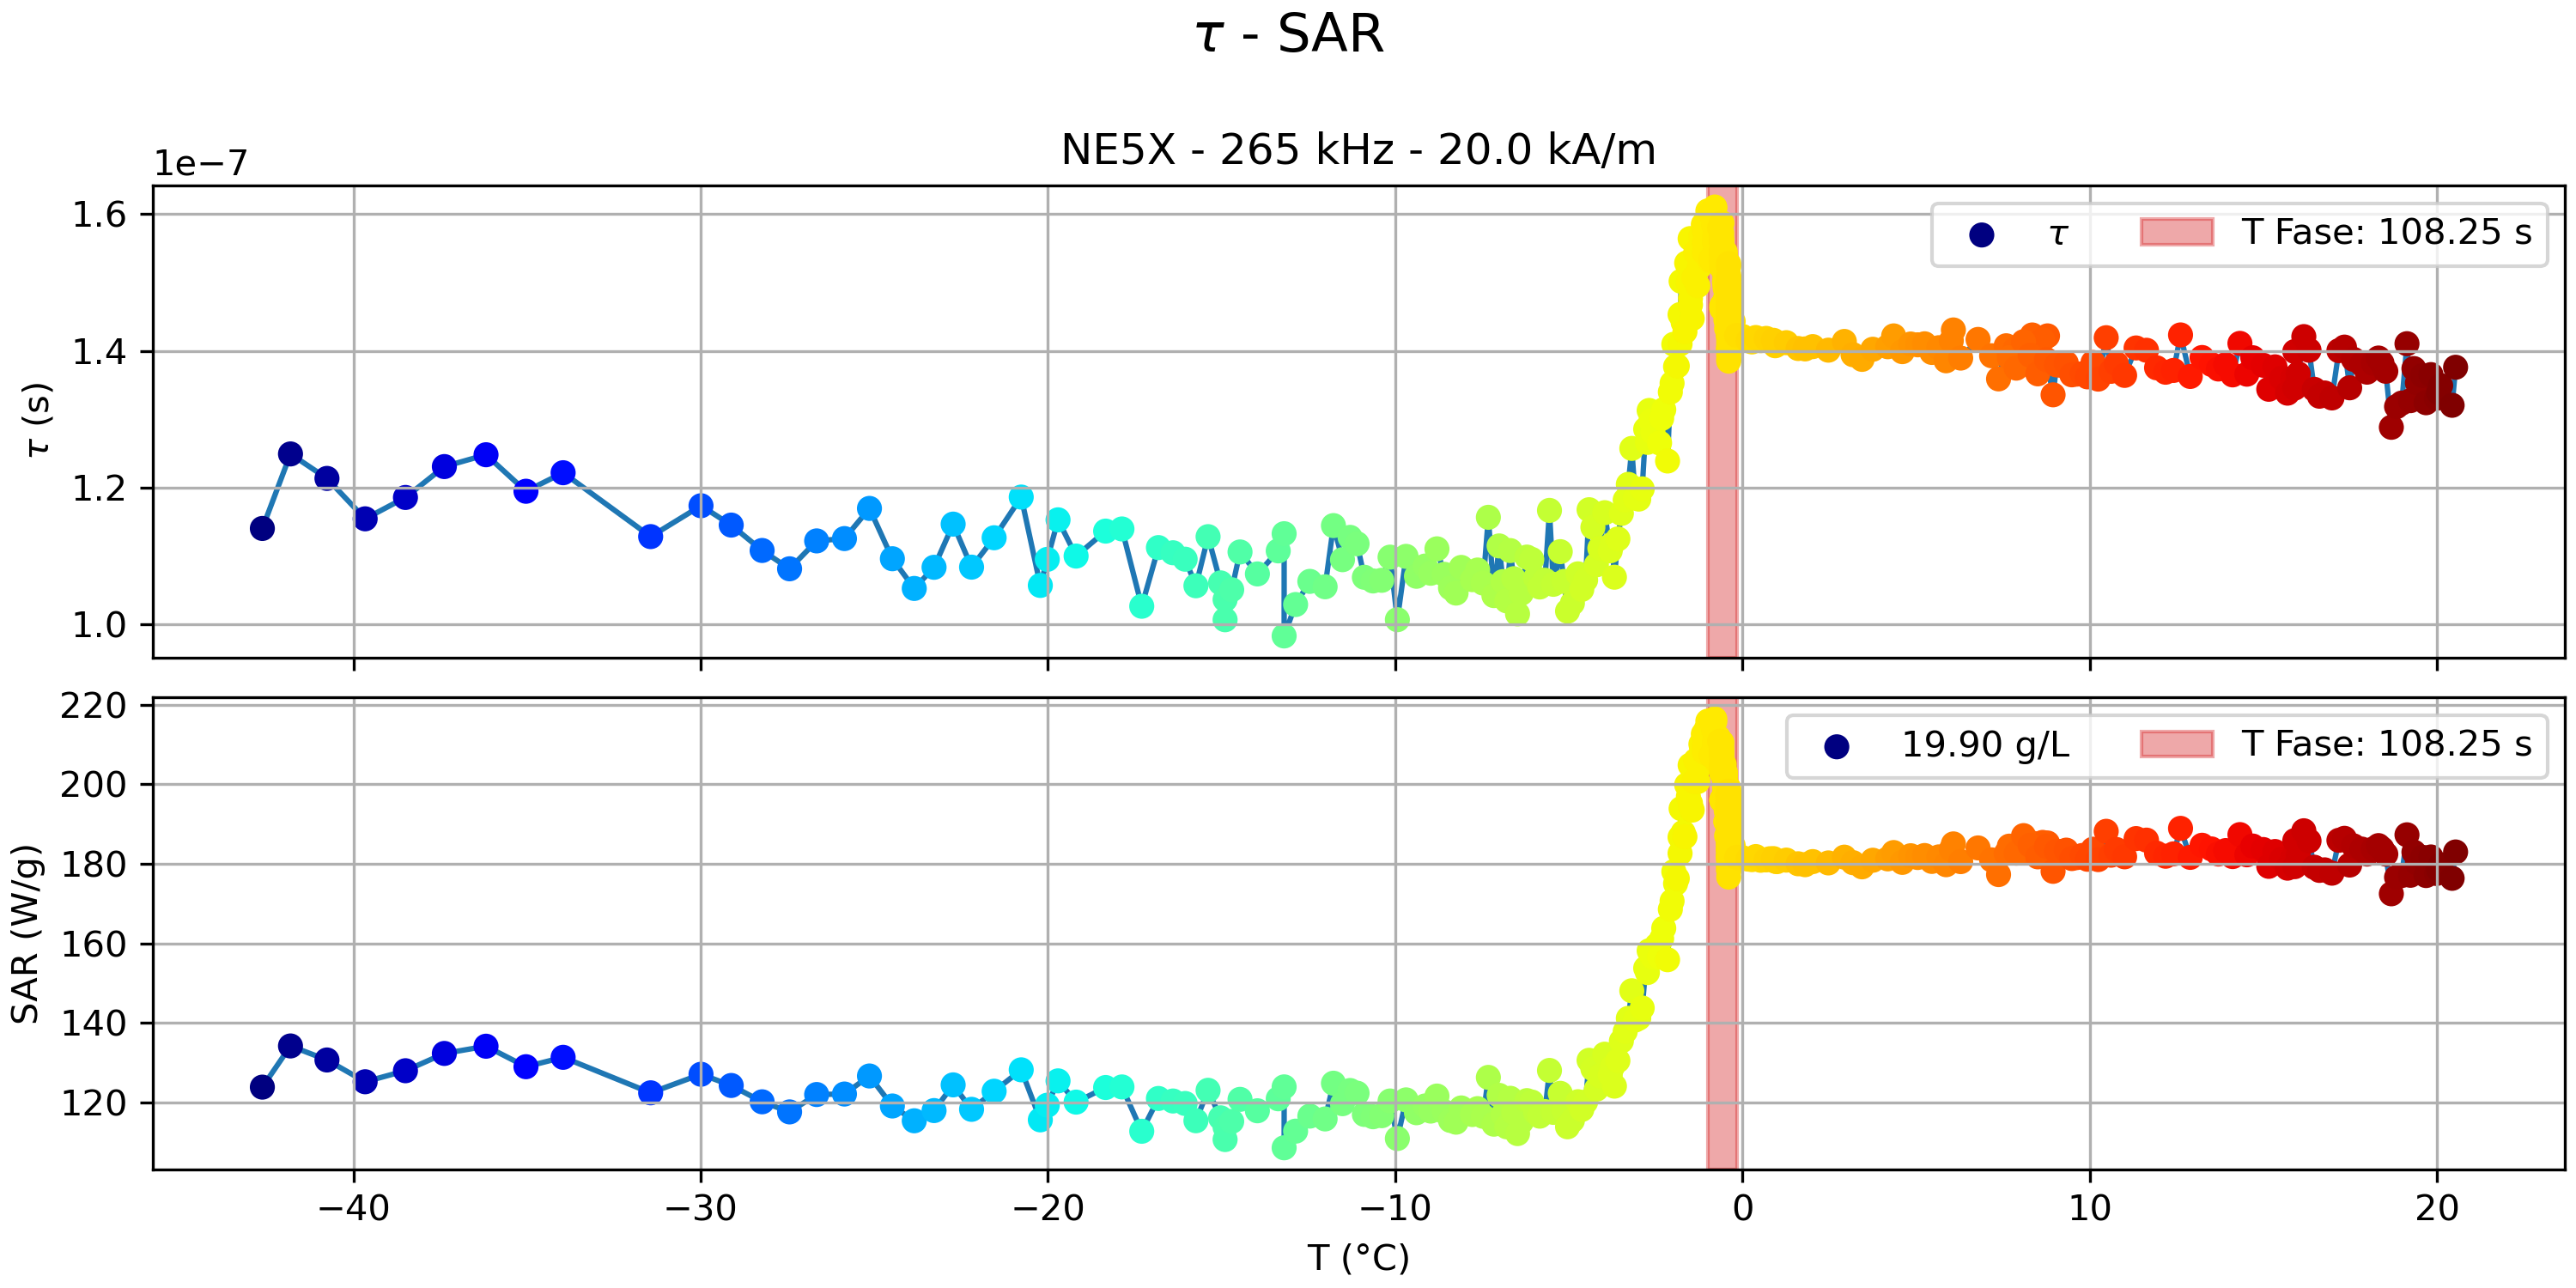 τ - SAR
NE5X - 265 kHz - 20.0 kA/m
1e−7
1.6
1.4
1.2
1.0
τ (s)
τ
T Fase: 108.25 s
220
200
180
160
140
120
SAR (W/g)
19.90 g/L
T Fase: 108.25 s
−40
−30
−20
−10
0
10
20
T (°C)